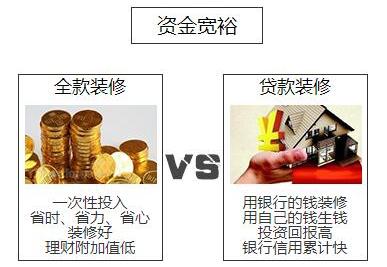 资金宽裕
全款装修
贷款装修
VS
一次性投入
省时、省力、省心
装修好
理财附加值低
用银行的钱装修
用自己的钱生钱
投资回报高
银行信用累计快